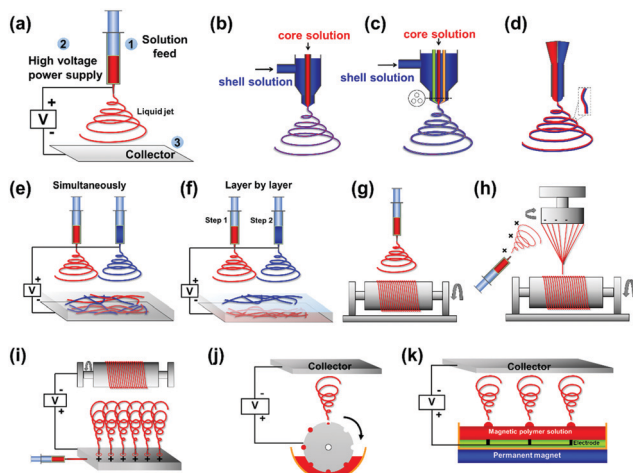 (a)
2
1
Solution
feed
High voltage
power supply
+
V
-
Liquid jet
3
Collector
(b)
core solution
shell solution
(c)
core solution
shell solution
(d)
(e)
Simultaneously
+
V
-
(f)
Layer by layer
Step 1
Step 2
+
V
-
(g)
(h)
(i)
-
V
+
+ + + + + +
(j)
Collector
-
V
+
(k)
Collector
-
V
+
Magnetic polymer solution
Electrode
Permanent magnet